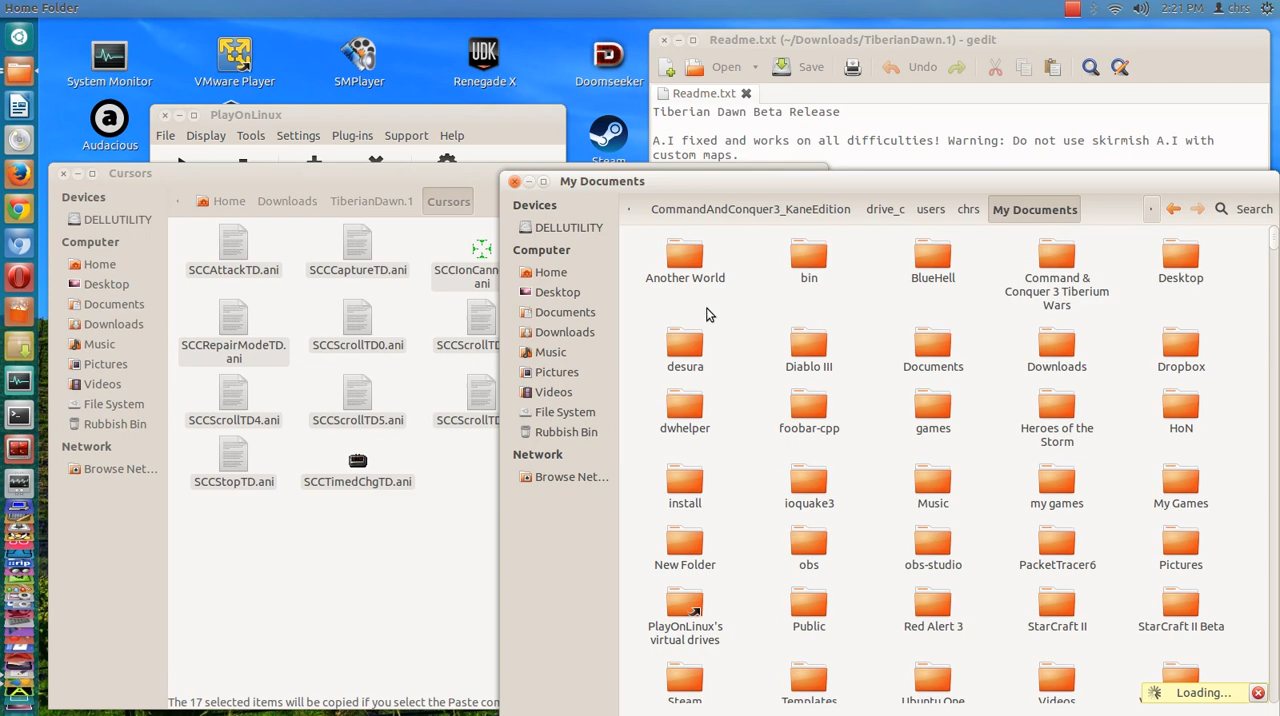 Home Folder
2:21 PM
chrs
System Monitor
VMware Player
SMPlayer
UDK
Renegade X
DOOM
Doomseeker
Audacious
Steam
Readme.txt (~/Downloads/TiberianDawn.1) - gedit
Open
Save
Undo
Readme.txt
Tiberian Dawn Beta Release
A.I fixed and works on all difficulties! Warning: Do not use skirmish A.I with
custom maps.
PlayOnLinux
File Display Tools Settings Plug-ins Support Help
Cursors
Devices
DELLUTILITY
Computer
Home
Desktop
Documents
Downloads
Music
Pictures
Videos
File System
Rubbish Bin
Network
Browse Net...
Home Downloads TiberianDawn.1 Cursors
SCCAttackTD.ani
SCCCaptureTD.ani
SCCIonCann
ani
SCCRepairModeTD.
ani
SCCScrollTD0.ani
SCCScrollTD
SCCScrollTD4.ani
SCCScrollTD5.ani
SCCScrollTD
SCCStopTD.ani
SCCTimedChgTD.ani
The 17 selected items will be copied if you select the Paste com
My Documents
Devices
DELLUTILITY
Computer
Home
Desktop
Documents
Downloads
Music
Pictures
Videos
File System
Rubbish Bin
Network
Browse Net...
CommandAndConquer3_KaneEdition drive_c users chrs My Documents
Search
Another World
bin
BlueHell
Command &
Conquer 3 Tiberium
Wars
Desktop
desura
Diablo III
Documents
Downloads
Dropbox
dwhelper
foobar-cpp
games
Heroes of the
Storm
HoN
install
ioquake3
Music
my games
My Games
New Folder
obs
obs-studio
PacketTracer6
Pictures
PlayOnLinux's
virtual drives
Public
Red Alert 3
StarCraft II
StarCraft II Beta
Steam
Templates
Ubuntu One
Videos
Loading...